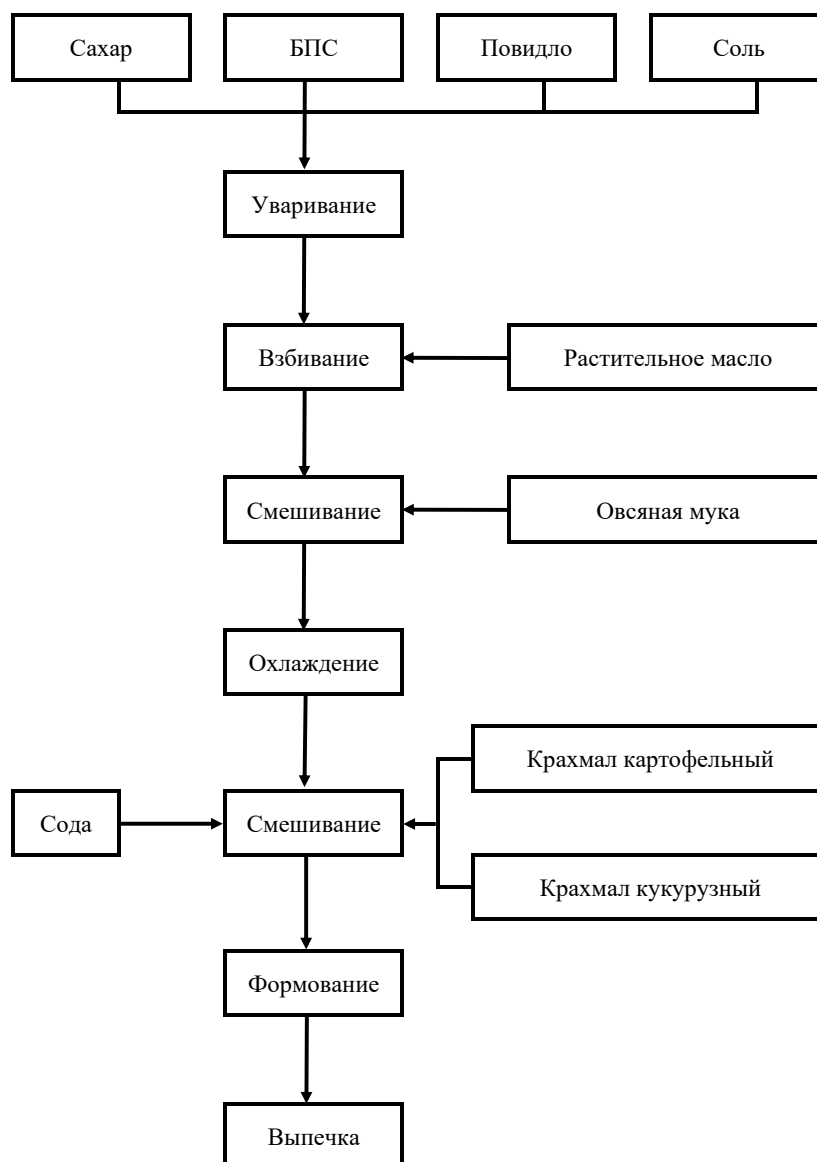 Сахар
БПС
Повидло
Соль
Уваривание
Взбивание
Растительное масло
Смешивание
Овсяная мука
Охлаждение
Крахмал картофельный
Сода
Смешивание
Крахмал кукурузный
Формование
Выпечка